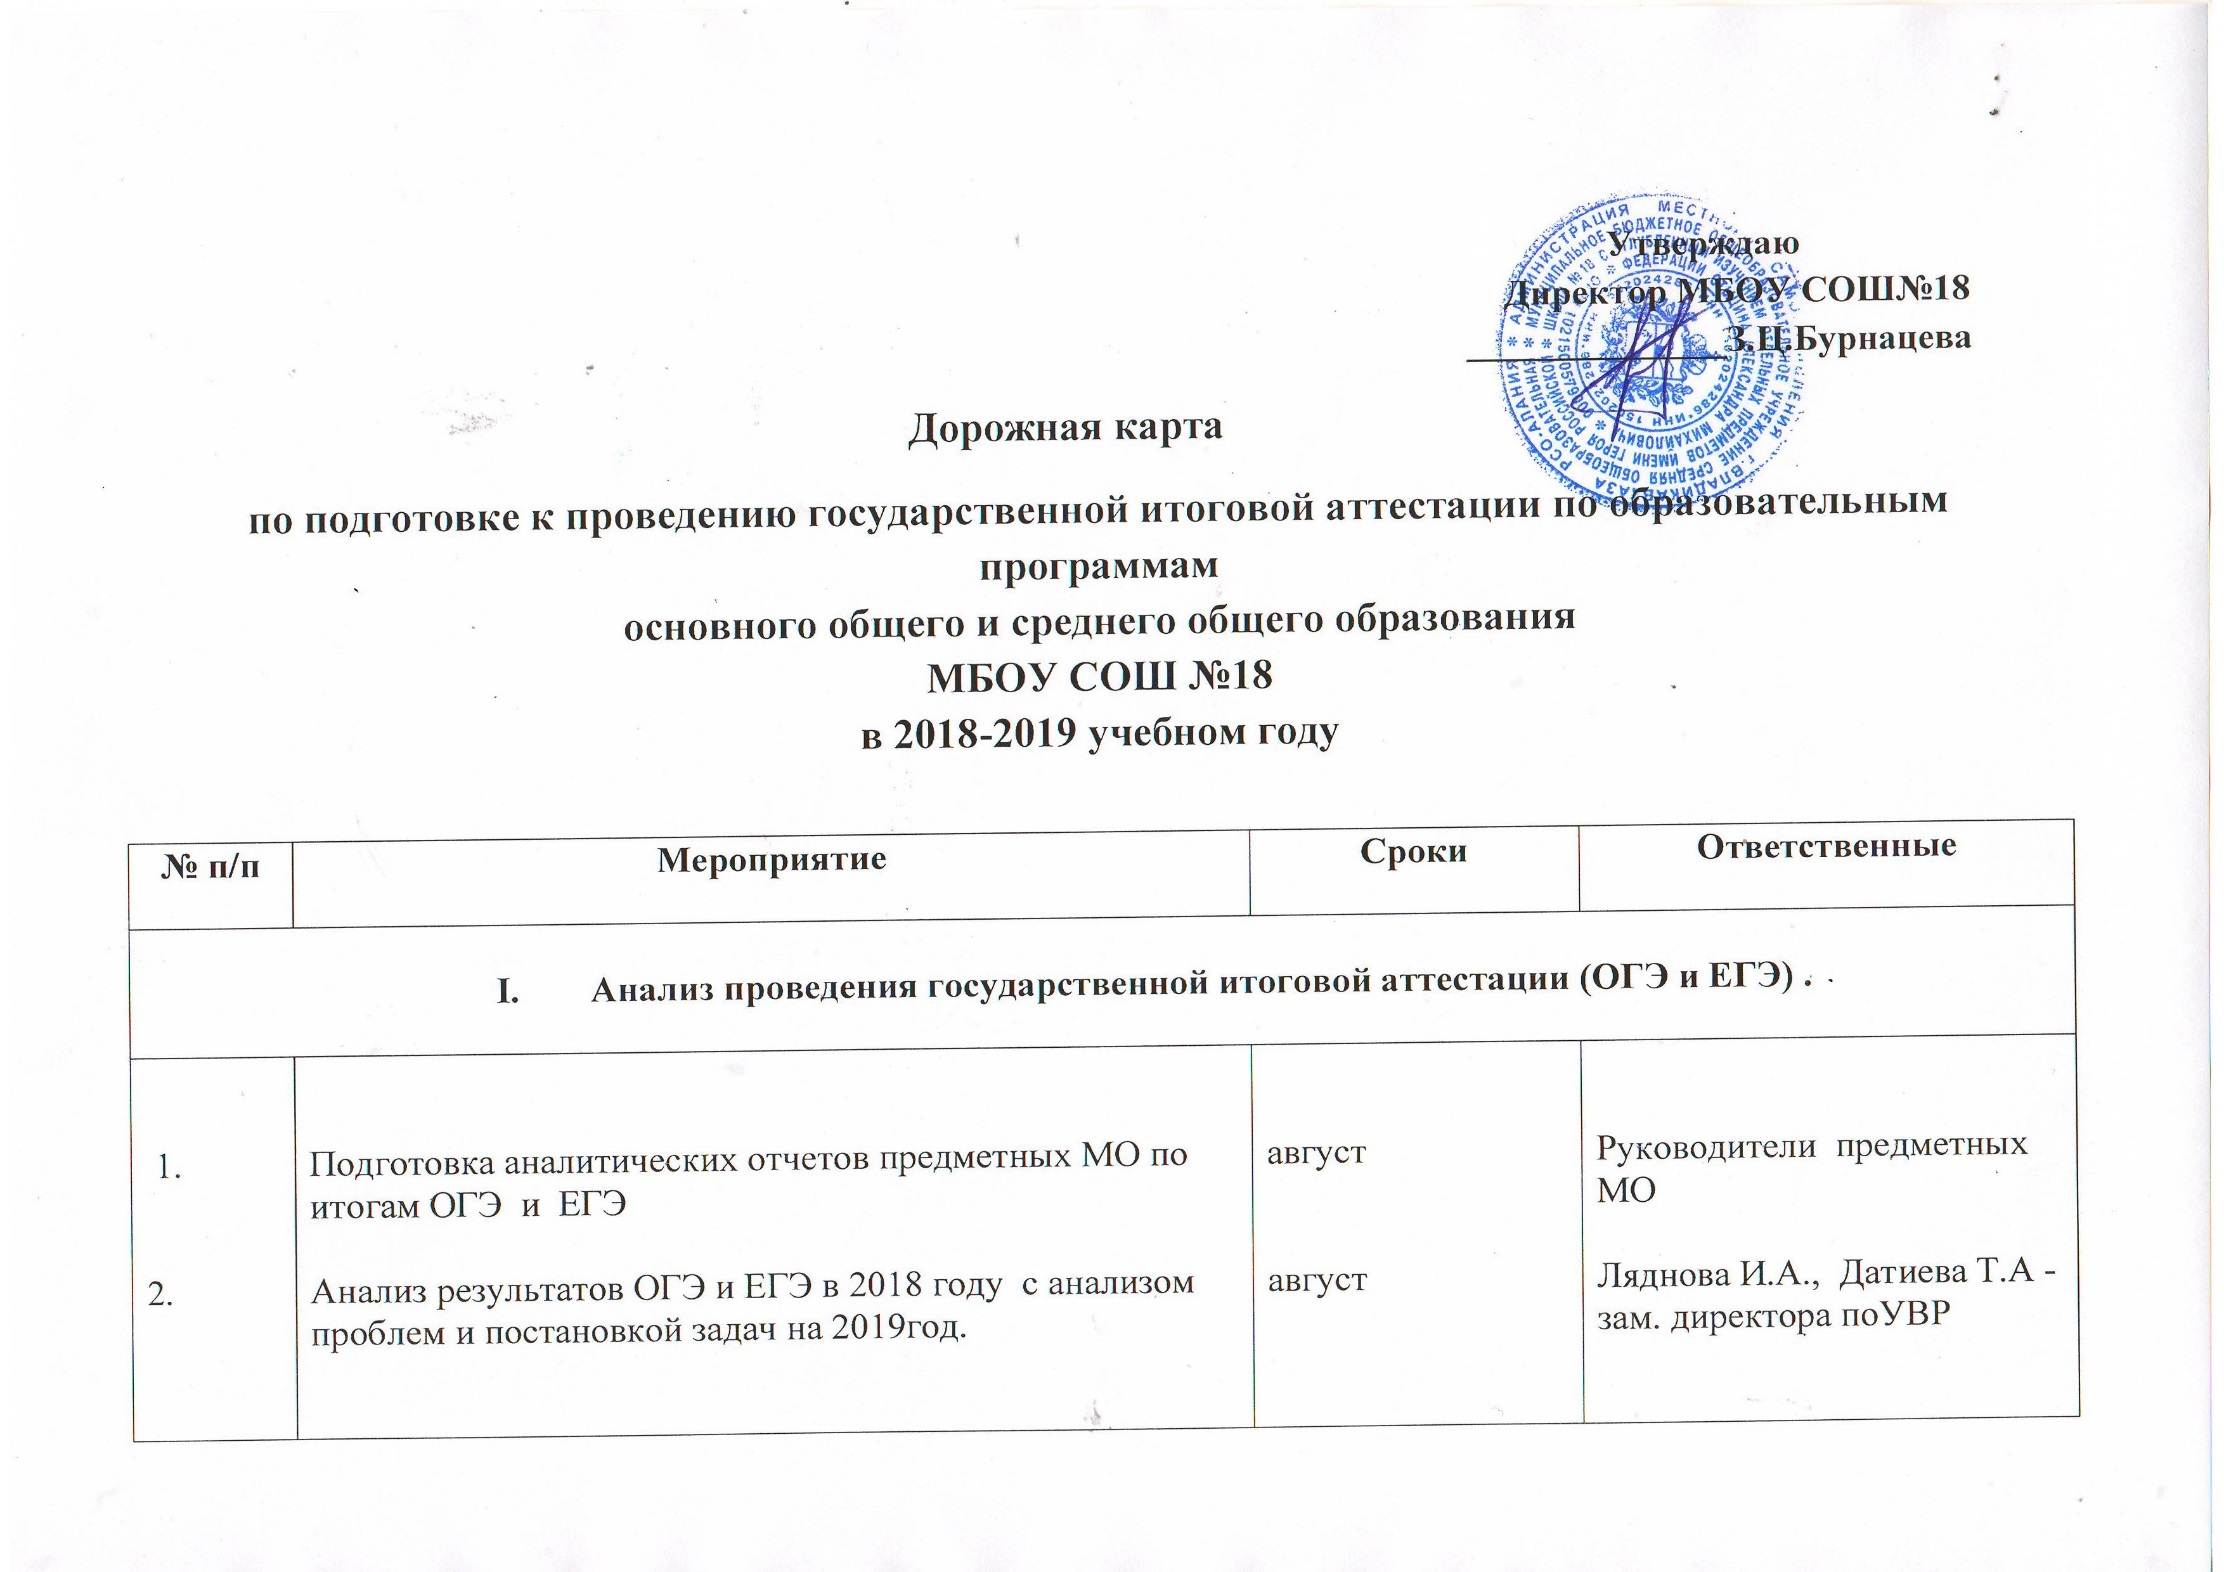 Утверждаю
Директор МБОУ СОШ№18
З.Ц.Бурнацева
Дорожная карта
по подготовке к проведению государственной итоговой аттестации по образовательным
программам
основного общего и среднего общего образования
МБОУ СОШ №18
в 2018-2019 учебном году
№ п/п Мероприятие Сроки Ответственные
I. Анализ проведения государственной итоговой аттестации (ОГЭ и ЕГЭ) .
1. Подготовка аналитических отчетов предметных МО по август Руководители предметных
итогам ОГЭ и ЕГЭ МО
2. Анализ результатов ОГЭ и ЕГЭ в 2018 году с анализом август Ляднова И.А., Датиева Т.А -
проблем и постановкой задач на 2019год. зам. директора поУВР